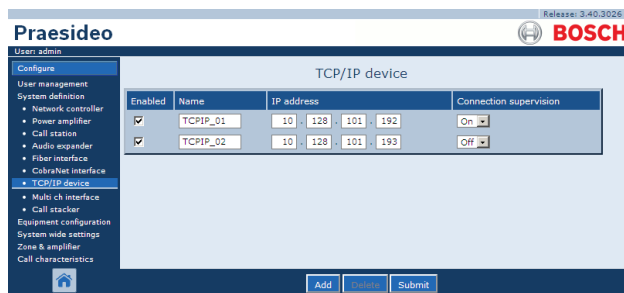 Release: 3.40.3026
Praesideo
BOSCH
User: admin
Configure
User management
System definition
• Network controller
• Power amplifier
• Call station
• Audio expander
• Fiber interface
• CobraNet interface
• TCP/IP device
• Multi ch interface
• Call stacker
Equipment configuration
System wide settings
Zone & amplifier
Call characteristics
TCP/IP device
Enabled Name IP address Connection supervision
TCPIP_01 10 . 128 . 101 . 192 On
TCPIP_02 10 . 128 . 101 . 193 Off
Add Delete Submit